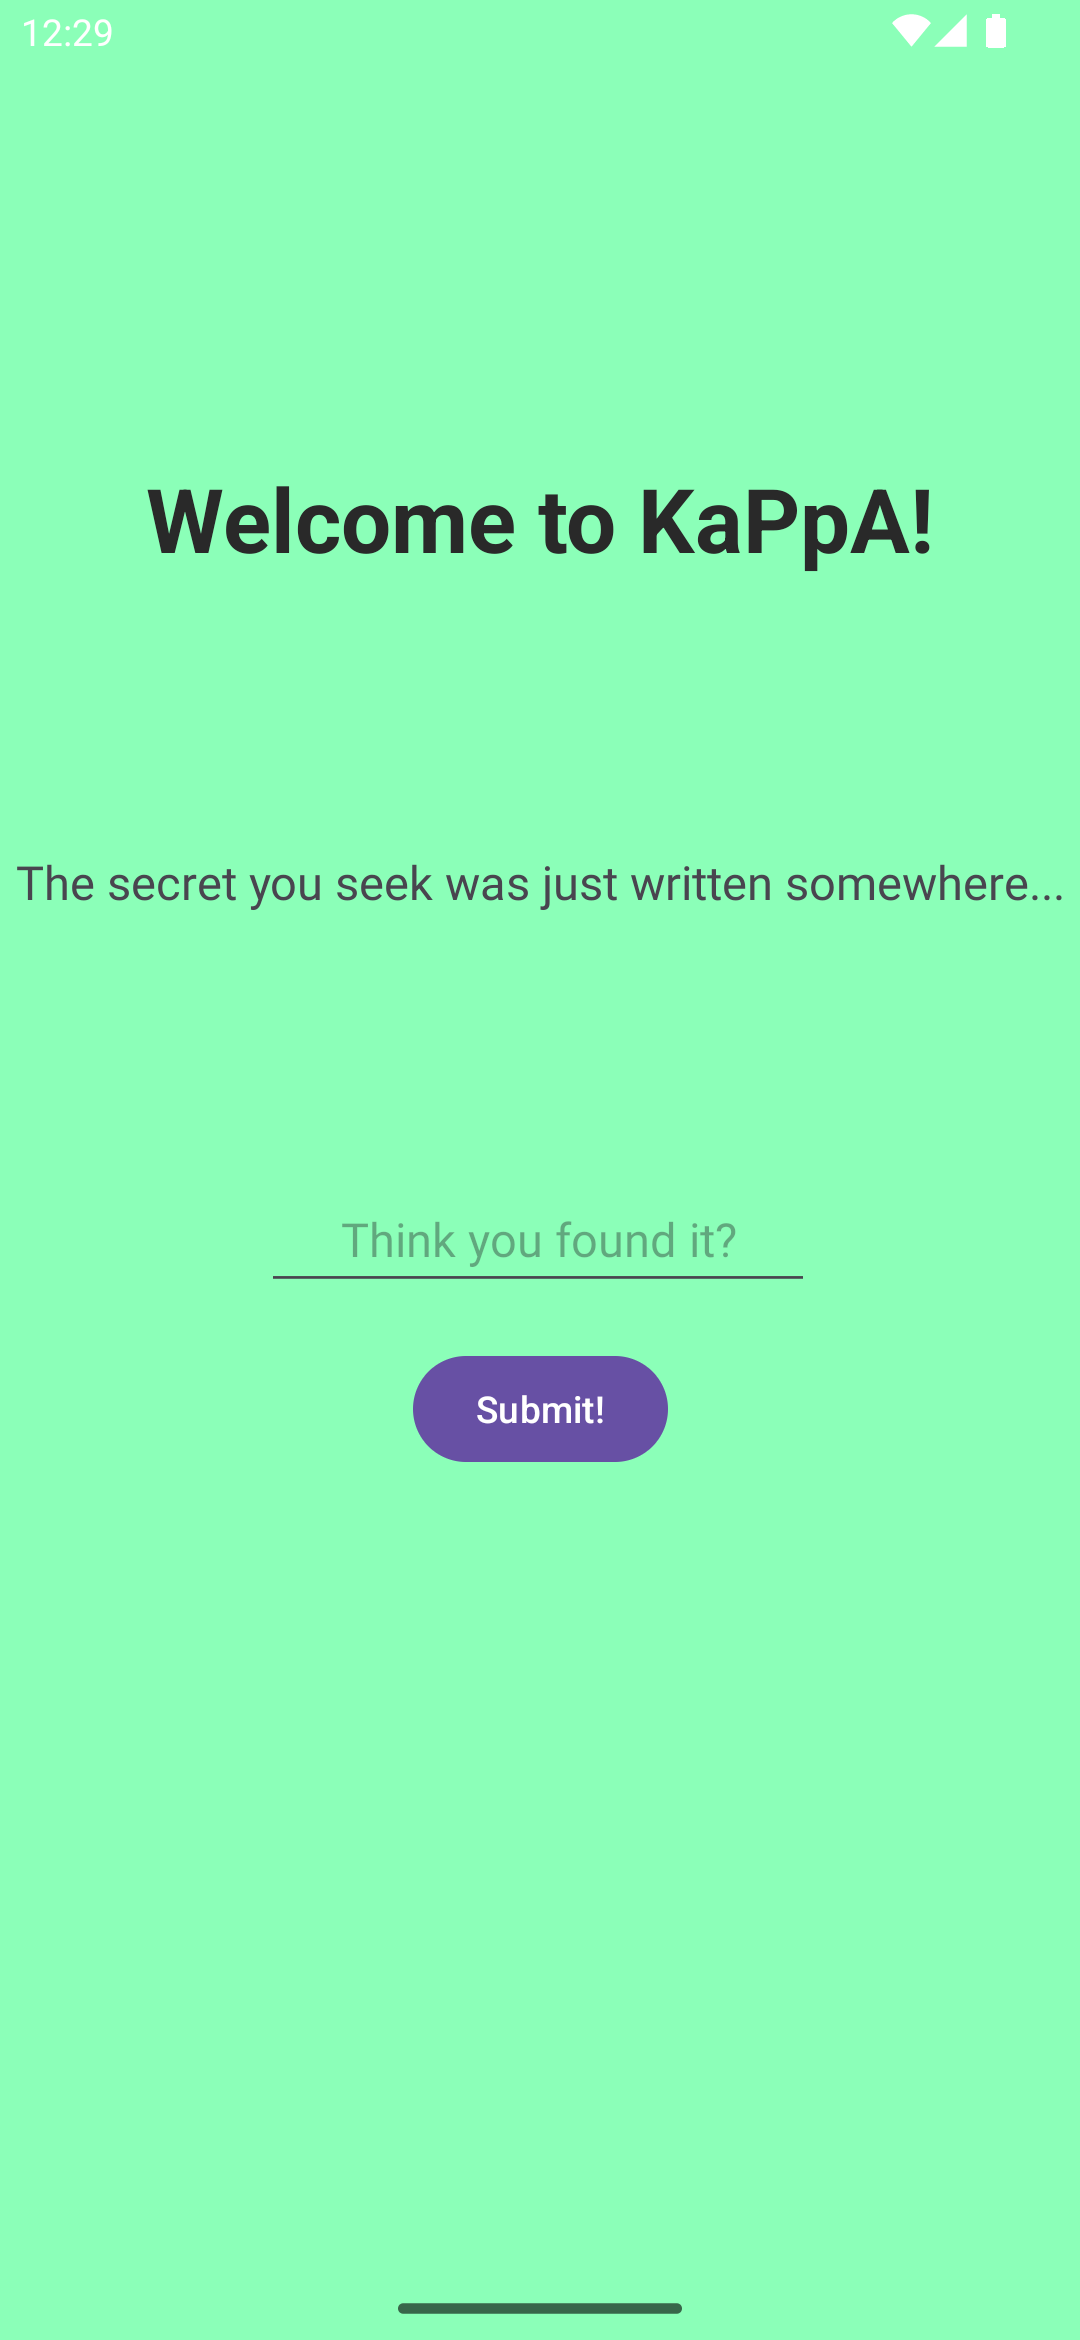 12:29
Welcome to KaPpA!
The secret you seek was just written somewhere...
Think you found it?
Submit!